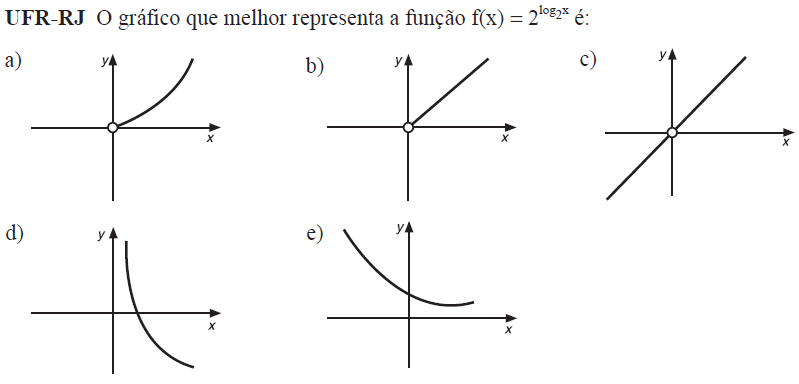 UFR-RJ O gráfico que melhor representa a função f(x) = 2^log₂x é:
a) y x
b) y x
c) y x
d) y x
e) y x